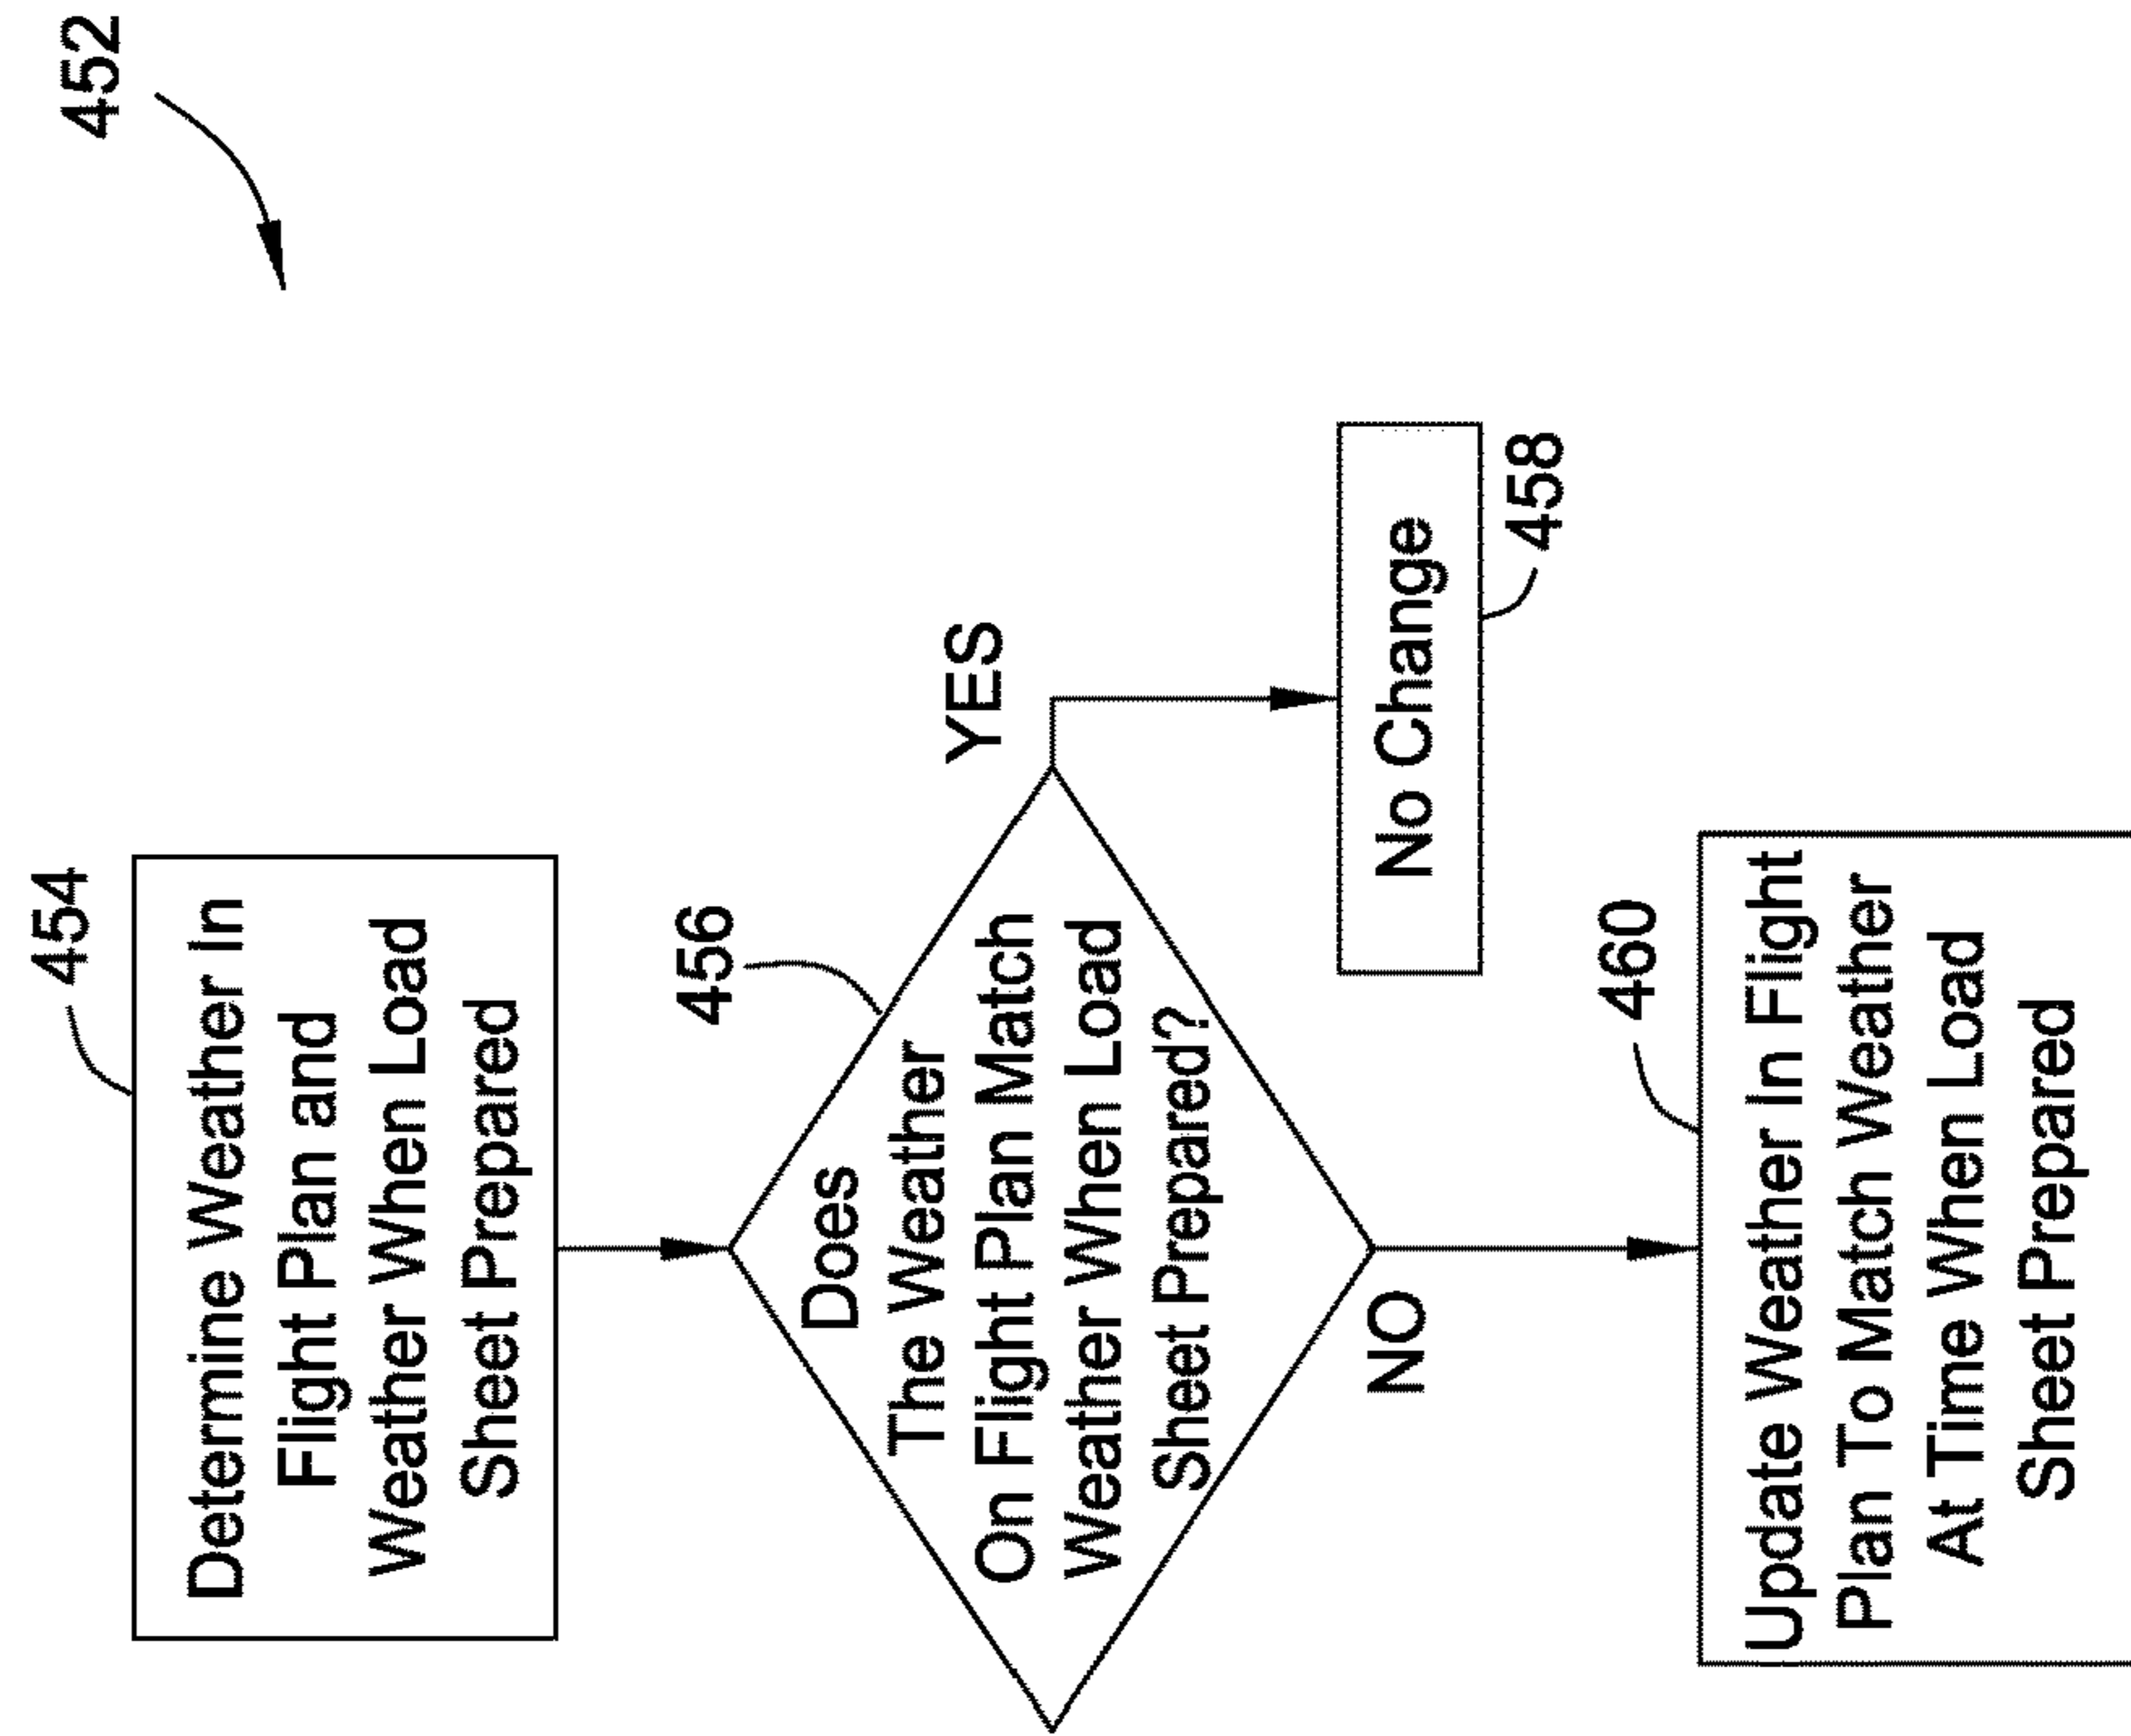 452
454
Determine Weather In
Flight Plan and
Weather When Load
Sheet Prepared
456
Does
The Weather
On Flight Plan Match
Weather When Load
Sheet Prepared?
YES
No Change
458
NO
460
Update Weather In Flight
Plan To Match Weather
At Time When Load
Sheet Prepared